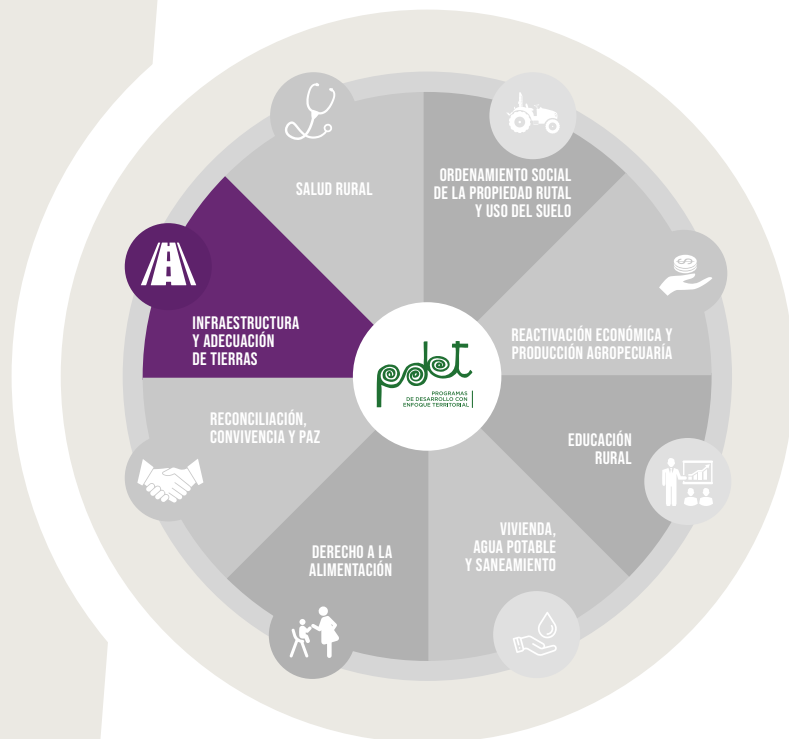 SALUD RURAL
ORDENAMIENTO SOCIAL
DE LA PROPIEDAD RUTAL
Y USO DEL SUELO
INFRAESTRUCTURA
Y ADECUACIÓN
DE TIERRAS
REACTIVACIÓN ECONÓMICA Y
PRODUCCIÓN AGROPECUARÍA
pdet
PROGRAMAS
DE DESARROLLO CON
ENFOQUE TERRITORIAL
RECONCILIACIÓN,
CONVIVENCIA Y PAZ
EDUCACIÓN
RURAL
DERECHO A LA
ALIMENTACIÓN
VIVIENDA,
AGUA POTABLE
Y SANEAMIENTO